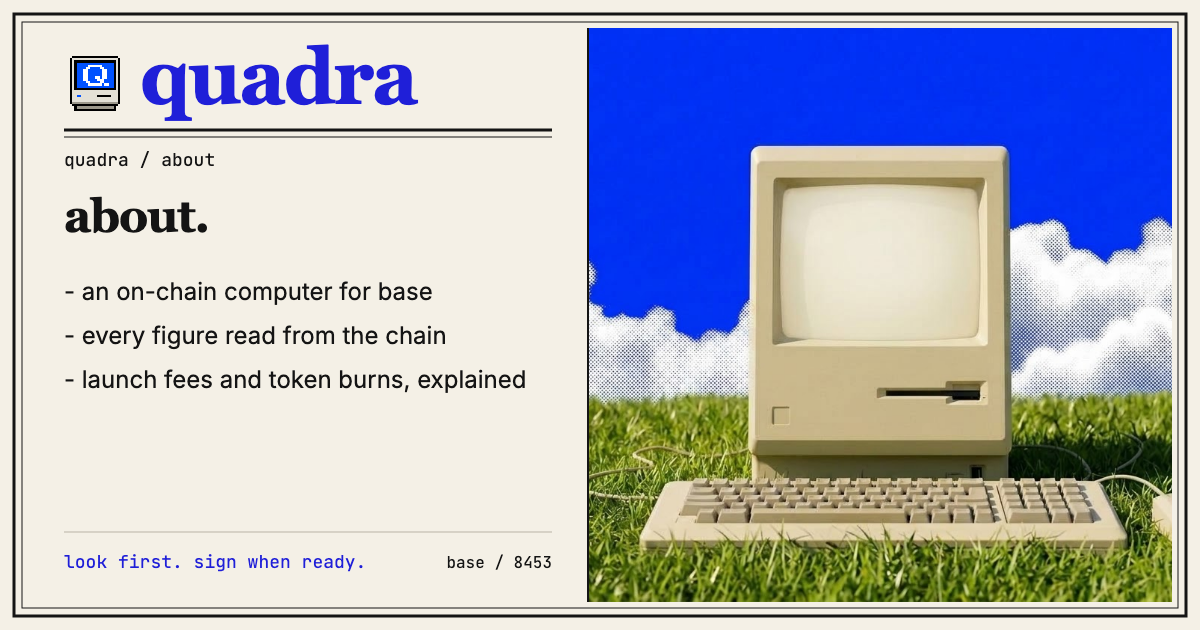 Q
quadra
quadra / about
about.
- an on-chain computer for base
- every figure read from the chain
- launch fees and token burns, explained
look first. sign when ready.
base / 8453